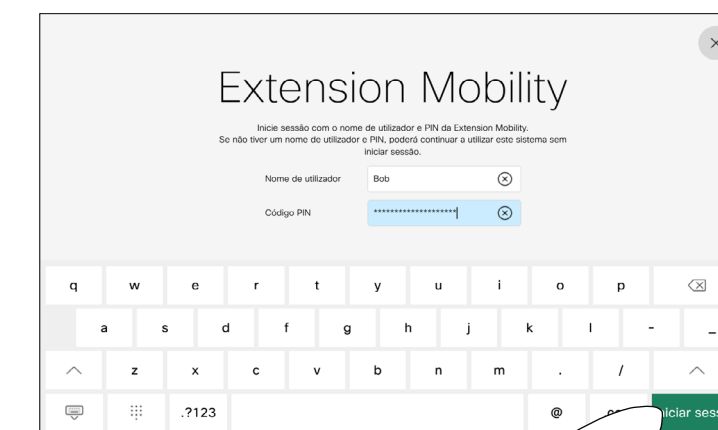 Extension Mobility
Inicie sessão com o nome de utilizador e PIN da Extension Mobility.
Se não tiver um nome de utilizador e PIN, poderá continuar a utilizar este sistema sem
iniciar sessão.
Nome de utilizador Bob
Código PIN ********************
q w e r t y u i o p
a s d f g h j k l - _
z x c v b n m . /
.?123 @